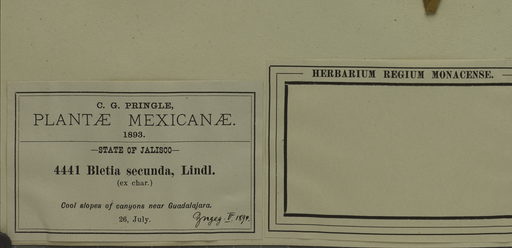 C. G. PRINGLE,
PLANTÆ MEXICANÆ.
1893.
—STATE OF JALISCO—
4441 Bletia secunda, Lindl.
(ex char.)
Cool slopes of canyons near Guadalajara.
26, July.
HERBARIUM REGIUM MONACENSE.